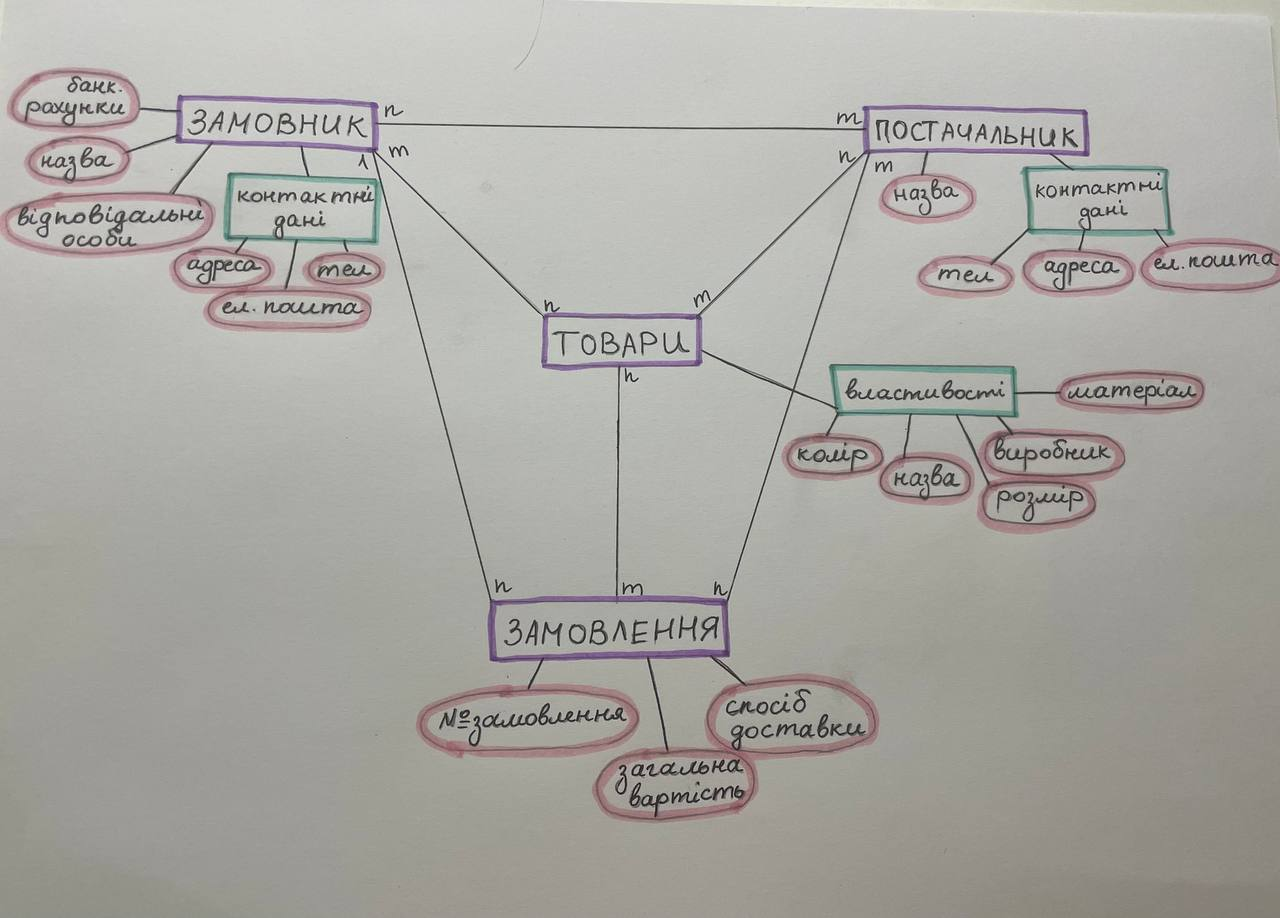 банк.
рахунки
ЗАМОВНИК
n
m
ПОСТАЧАЛЬНИК
назва
1
m
n
m
відповідальні
особи
контактні
дані
назва
контактні
дані
адреса
тел
ел. пошта
тел
адреса
ел. пошта
n
m
ТОВАРИ
n
властивості
матеріал
колір
назва
виробник
розмір
n
m
n
ЗАМОВЛЕННЯ
№замовлення
спосіб
доставки
загальна
вартість